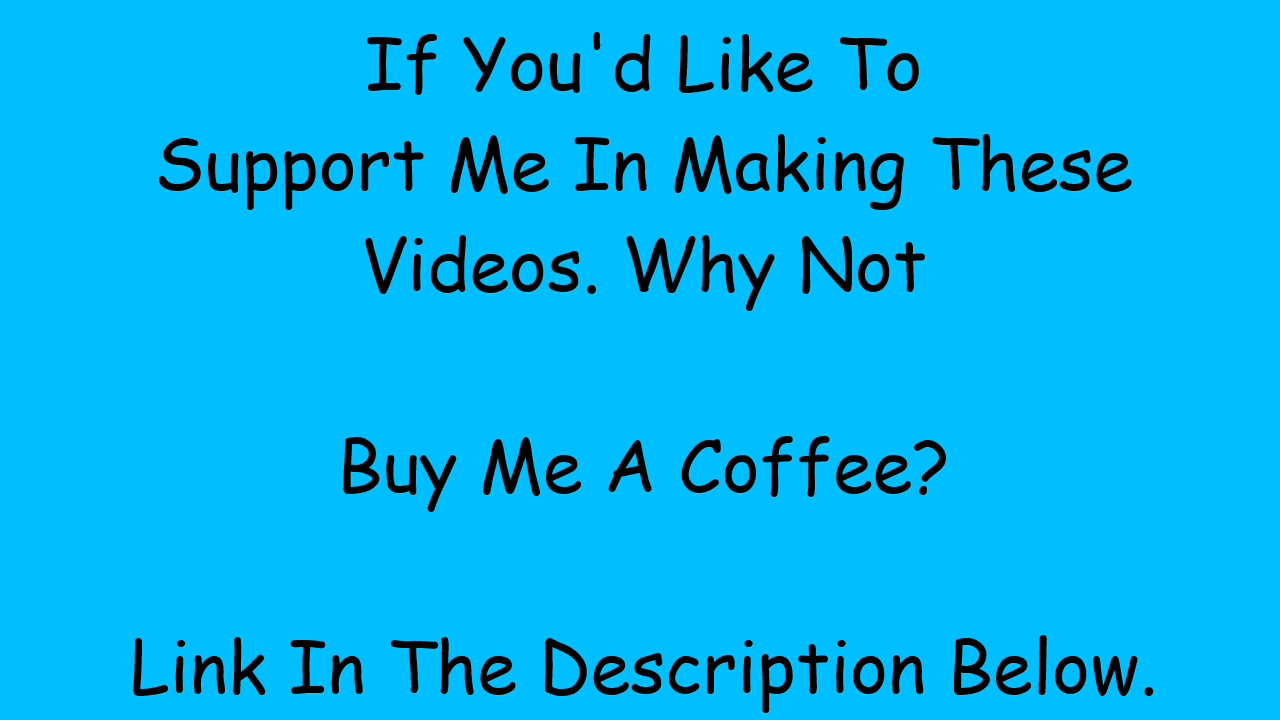 If You'd Like To
Support Me In Making These
Videos. Why Not
Buy Me A Coffee?
Link In The Description Below.